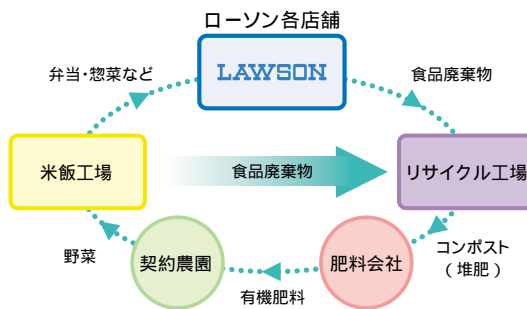 ローソン各店舗
LAWSON
弁当・惣菜など
食品廃棄物
米飯工場
食品廃棄物
リサイクル工場
野菜
契約農園
有機肥料
肥料会社
コンポスト
(堆肥)